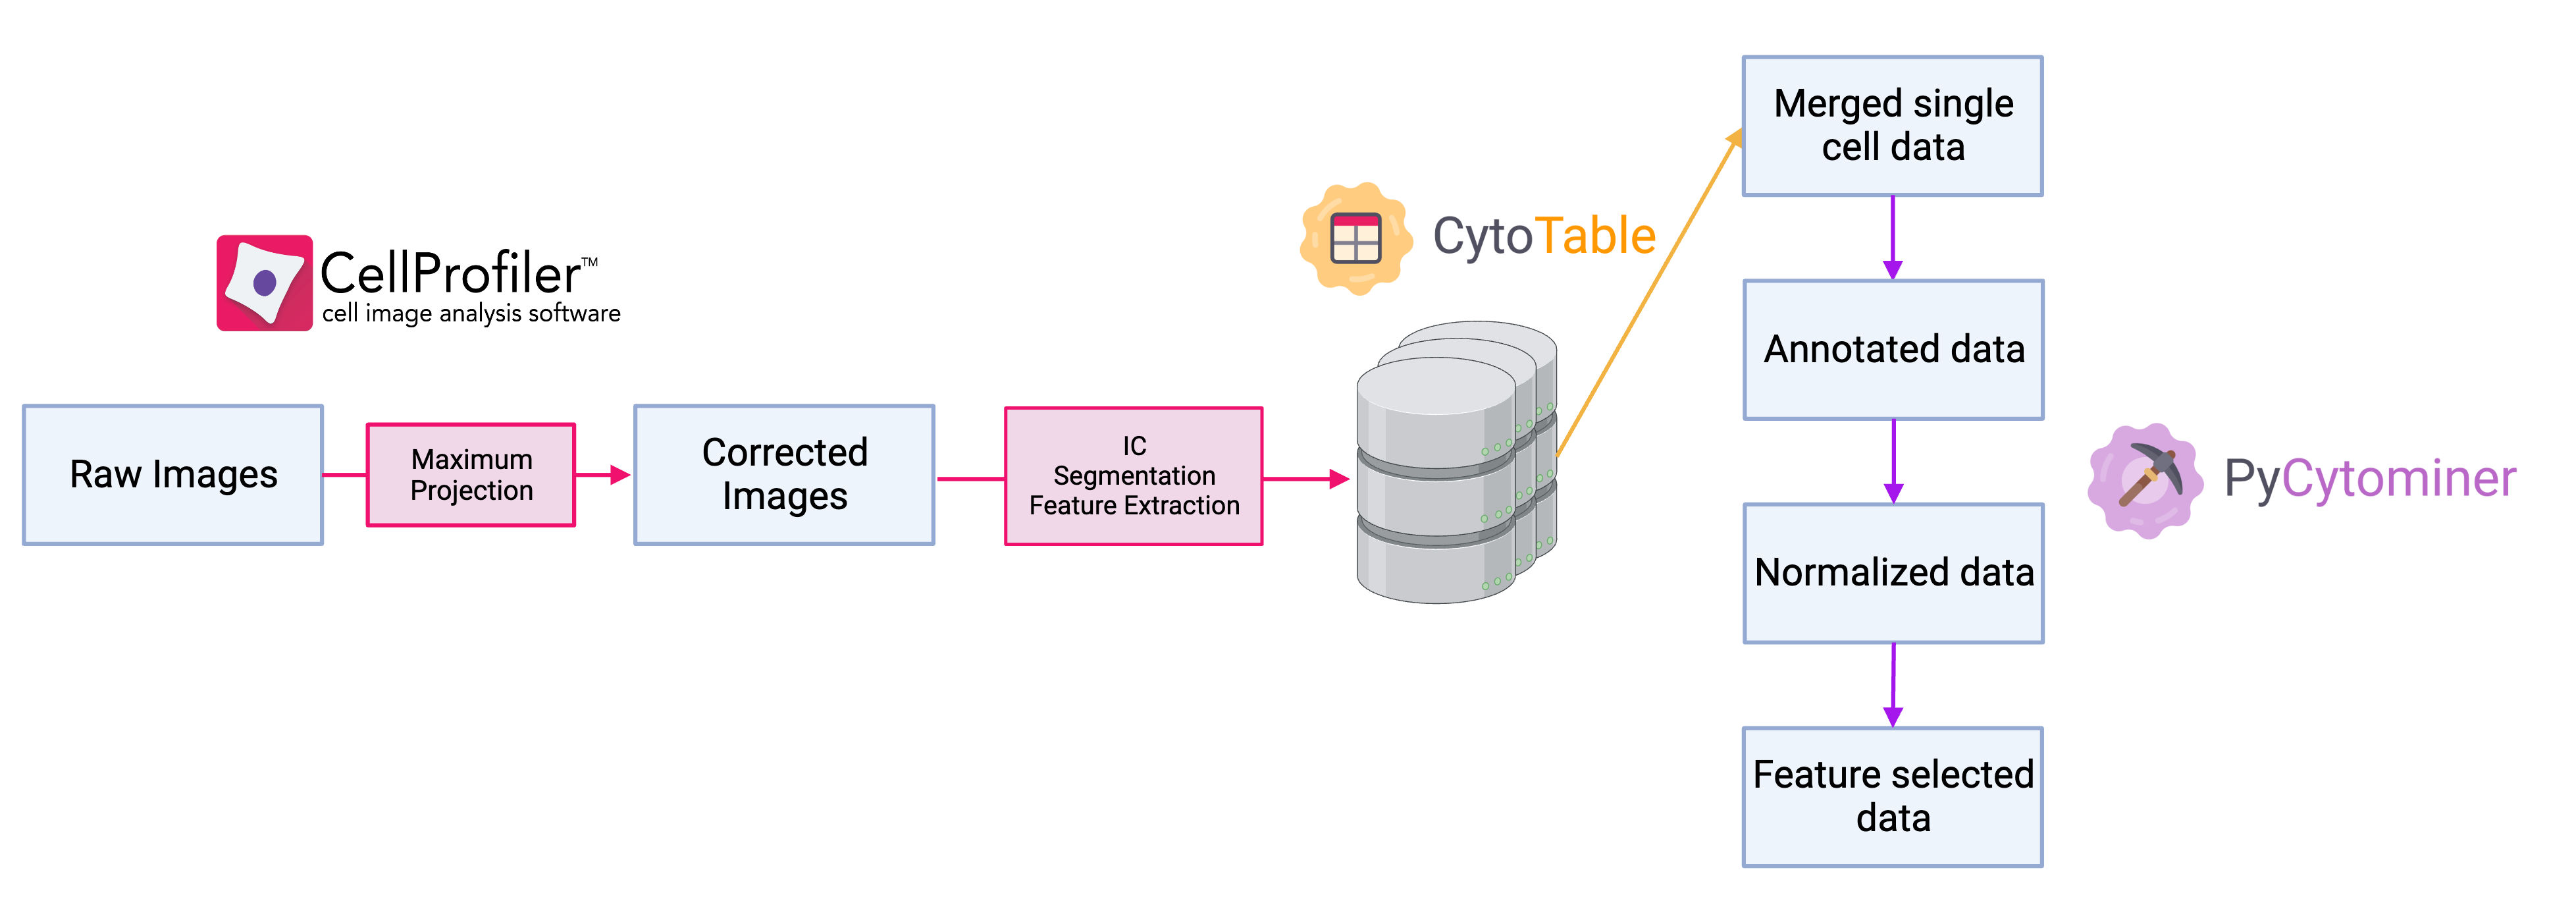 CellProfiler™
cell image analysis software
Raw Images
Maximum
Projection
Corrected
Images
IC
Segmentation
Feature Extraction
CytoTable
Merged single
cell data
Annotated data
Normalized data
Feature selected
data
PyCytominer